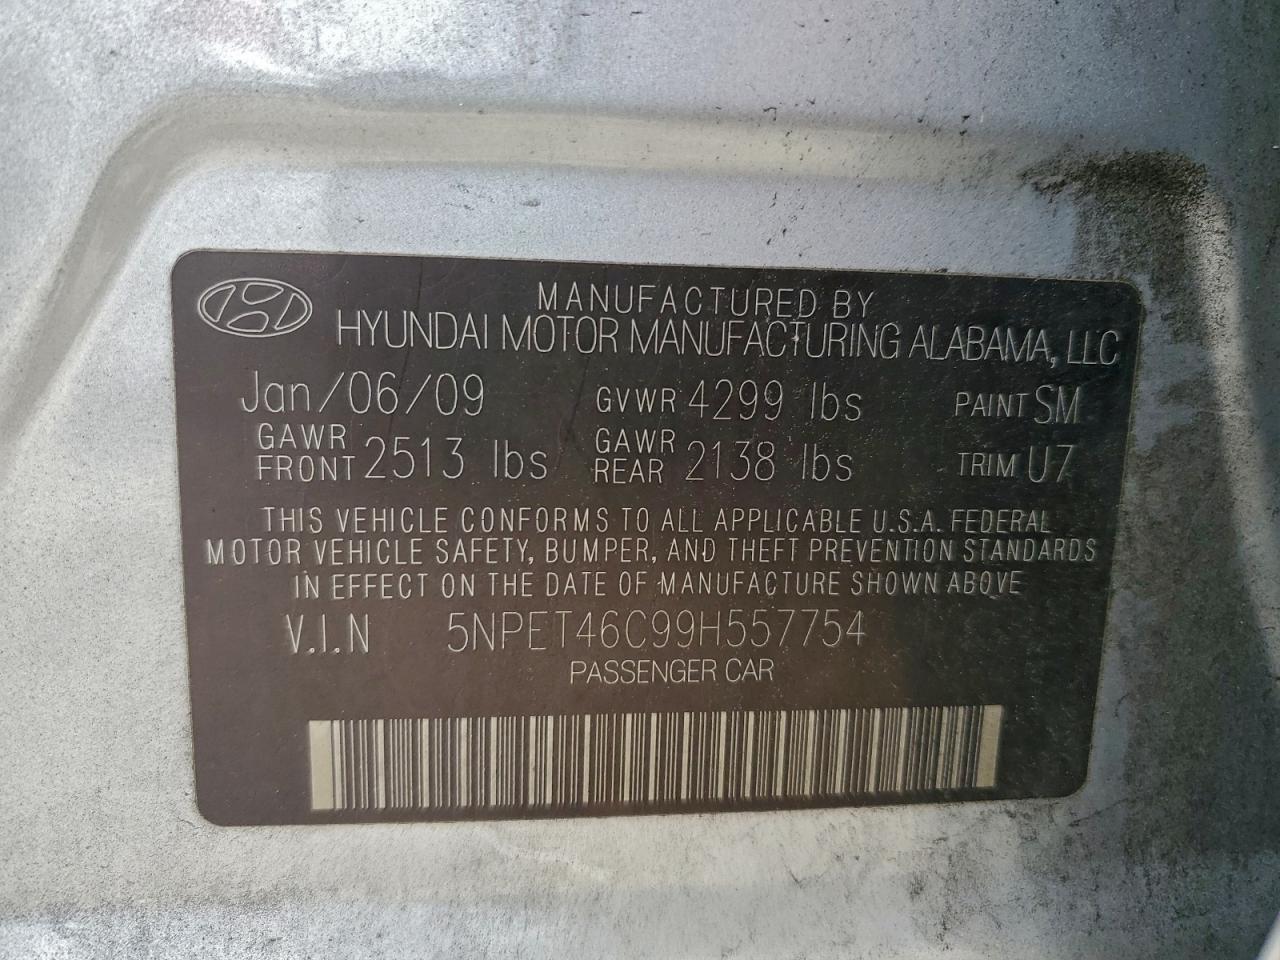 MANUFACTURED BY
HYUNDAI MOTOR MANUFACTURING ALABAMA, LLC
Jan/06/09 GVWR 4299 lbs PAINT SM
GAWR FRONT 2513 lbs GAWR REAR 2138 lbs TRIM U7
THIS VEHICLE CONFORMS TO ALL APPLICABLE U.S.A. FEDERAL
MOTOR VEHICLE SAFETY, BUMPER, AND THEFT PREVENTION STANDARDS
IN EFFECT ON THE DATE OF MANUFACTURE SHOWN ABOVE
V.I.N 5NPET46C99H557754
PASSENGER CAR